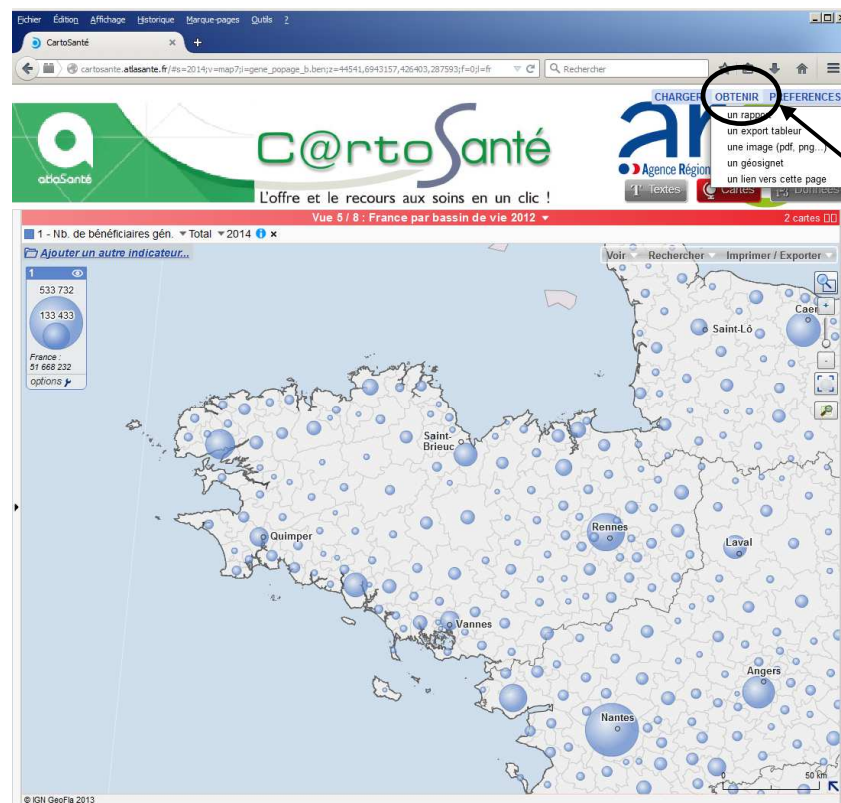 Fichier Édition Affichage Historique Marque-pages Outils ?
CartoSanté × +
cartosante.atlasante.fr/#s=2014;v=map7;i=gene_popage_b.ben;z=44541,6943157,426403,287593;f=0;l=fr
Rechercher
CHARGER OBTENIR PREFERENCES
un rapport
un export tableur
une image (pdf, png...)
un géosignet
un lien vers cette page
atlaSanté
C@rtoSanté
L'offre et le recours aux soins en un clic !
Agence Région
Textes Cartes Données
Vue 5 / 8 : France par bassin de vie 2012
2 cartes
1 - Nb. de bénéficiaires gén. Total 2014 ×
Ajouter un autre indicateur...
Voir Rechercher Imprimer / Exporter
1
533 732
133 433
France :
51 668 232
options
Caen
Saint-Lô
Saint-
Brieuc
Rennes
Laval
Quimper
Vannes
Angers
Nantes
0 50 km
© IGN GeoFla 2013